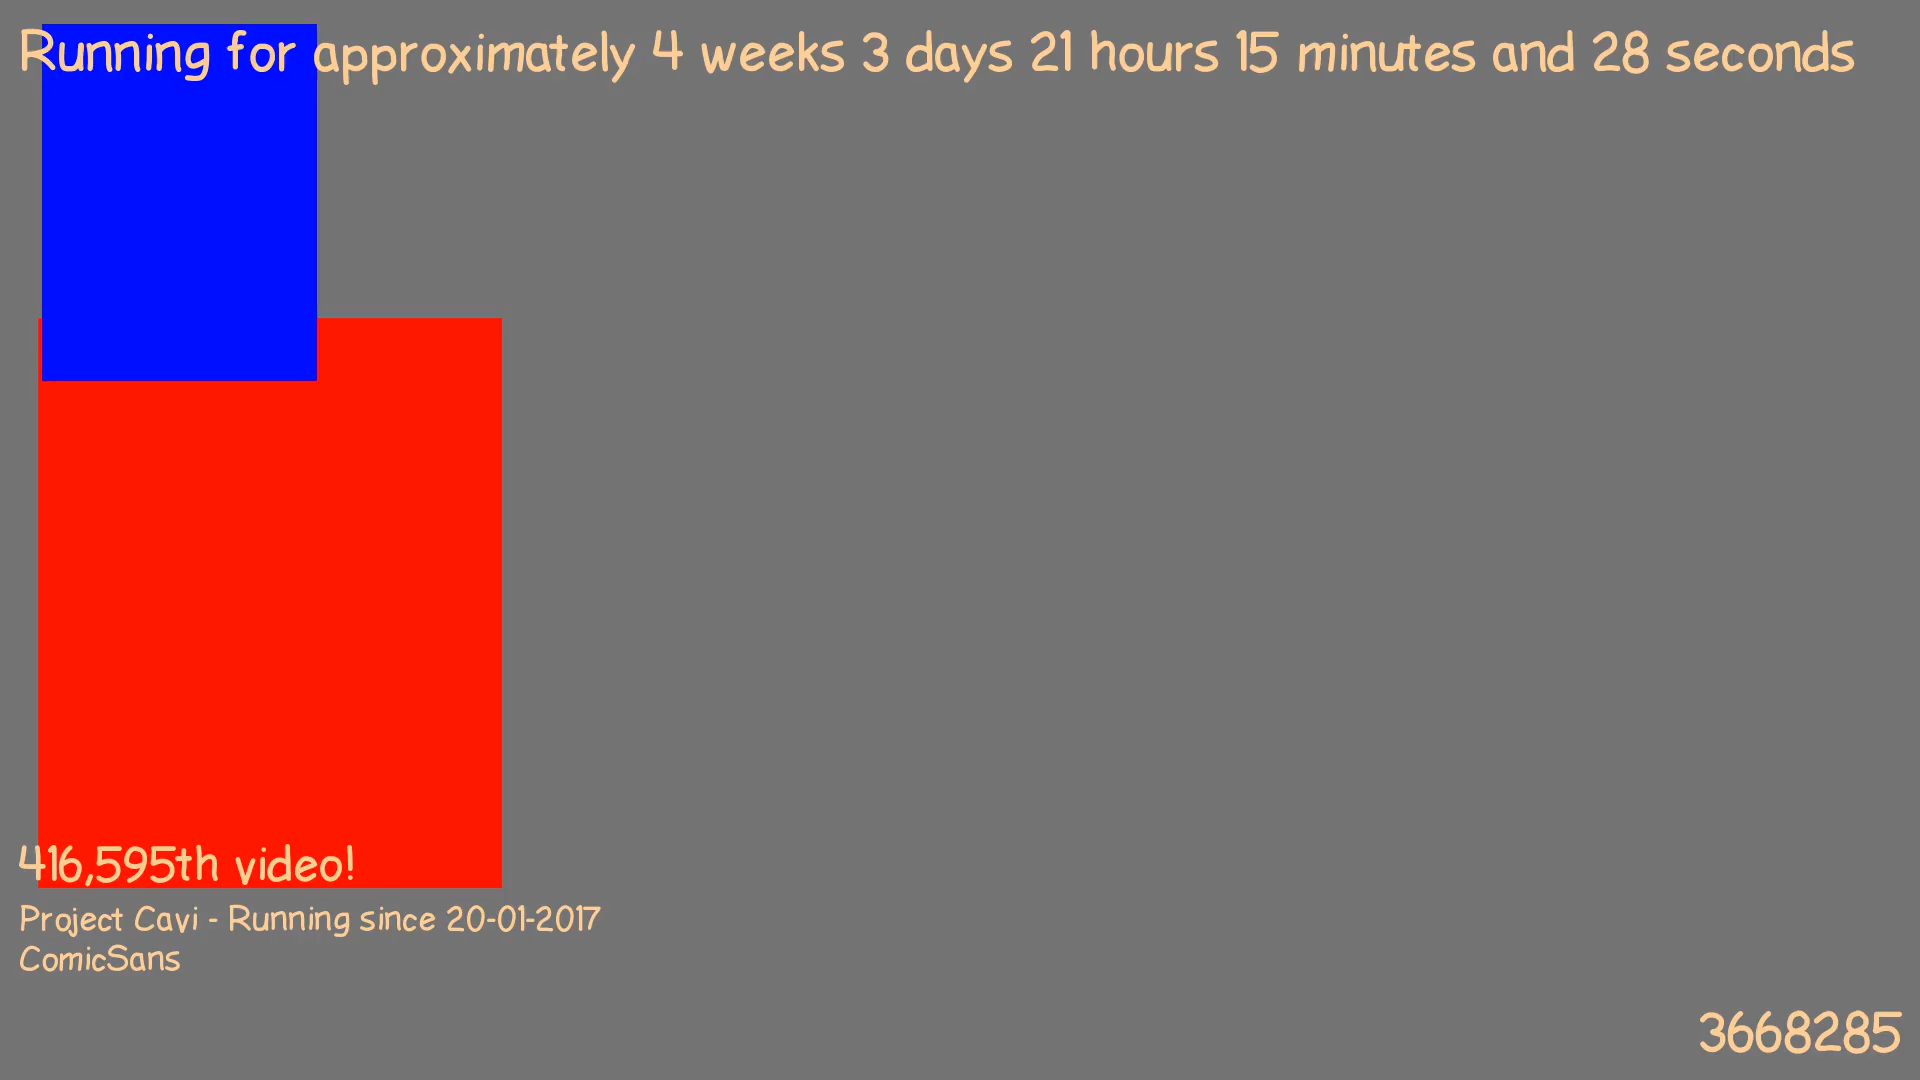 Running for approximately 4 weeks 3 days 21 hours 15 minutes and 28 seconds
416,595th video!
Project Cavi - Running since 20-01-2017
ComicSans
3668285